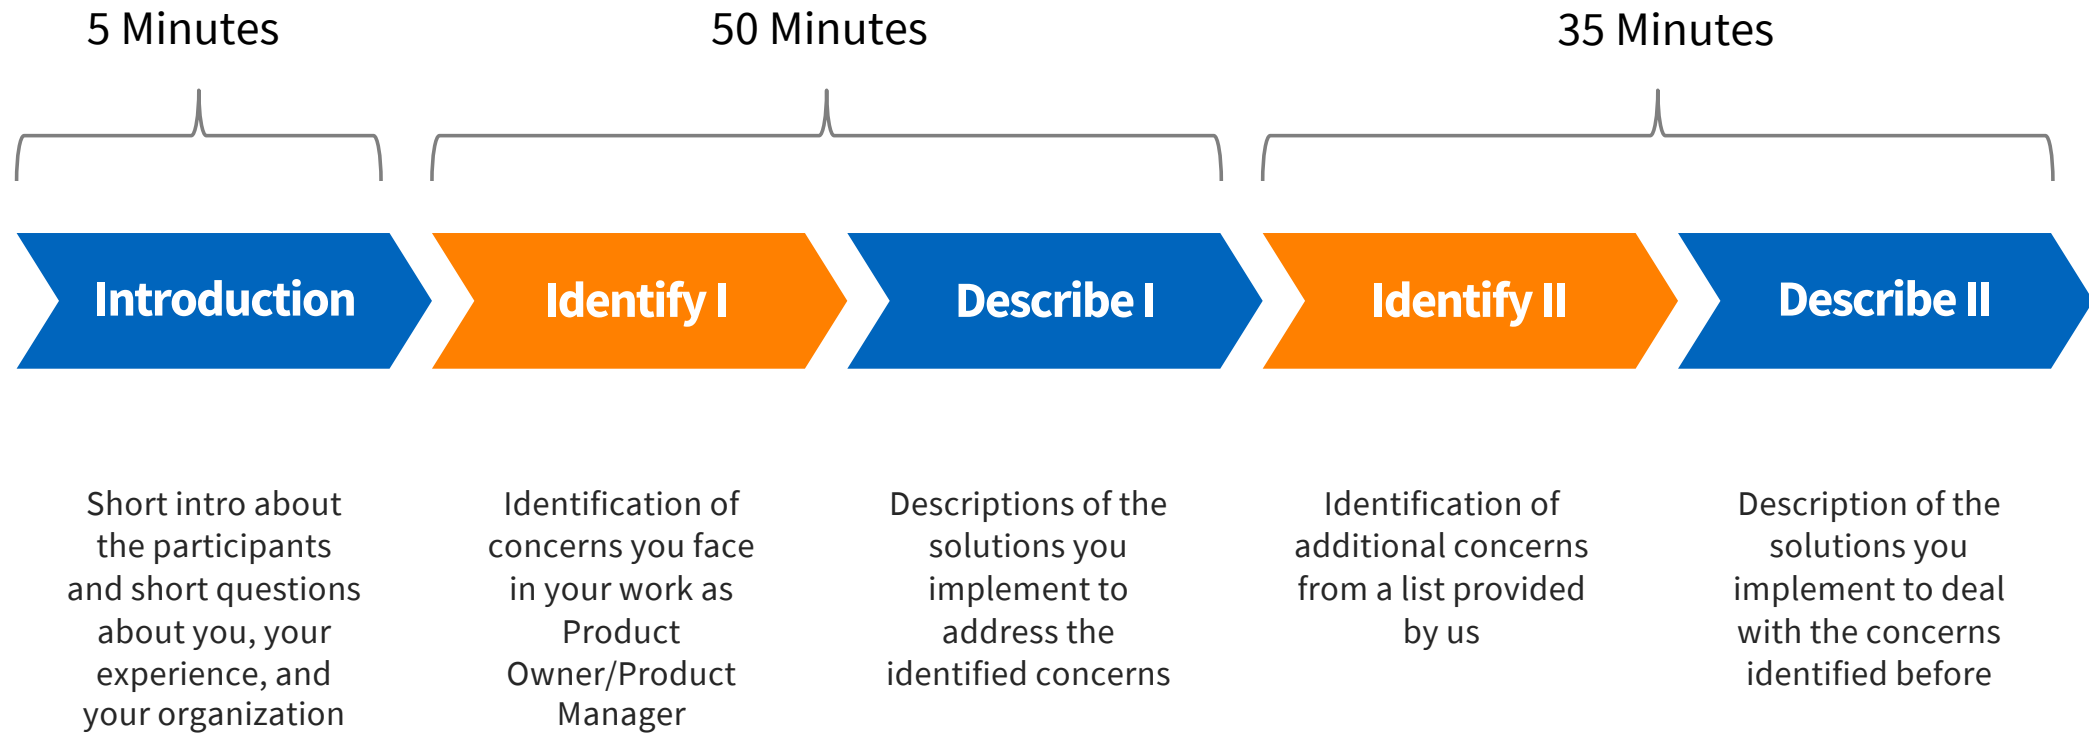 5 Minutes
50 Minutes
35 Minutes
Introduction
Identify I
Describe I
Identify II
Describe II
Short intro about
the participants
and short questions
about you, your
experience, and
your organization
Identification of
concerns you face
in your work as
Product
Owner/Product
Manager
Descriptions of the
solutions you
implement to
address the
identified concerns
Identification of
additional concerns
from a list provided
by us
Description of the
solutions you
implement to deal
with the concerns
identified before